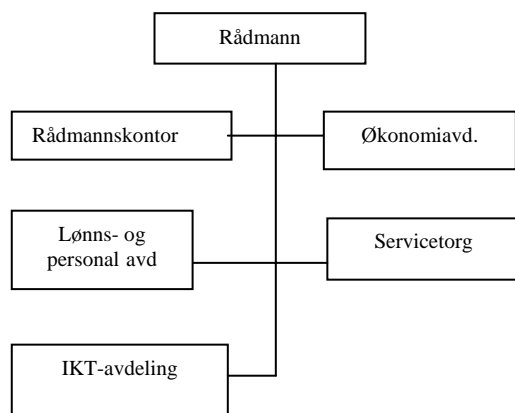 Rådmann
Rådmannskontor
Økonomiavd.
Lønns- og
personal avd
Servicetorg
IKT-avdeling